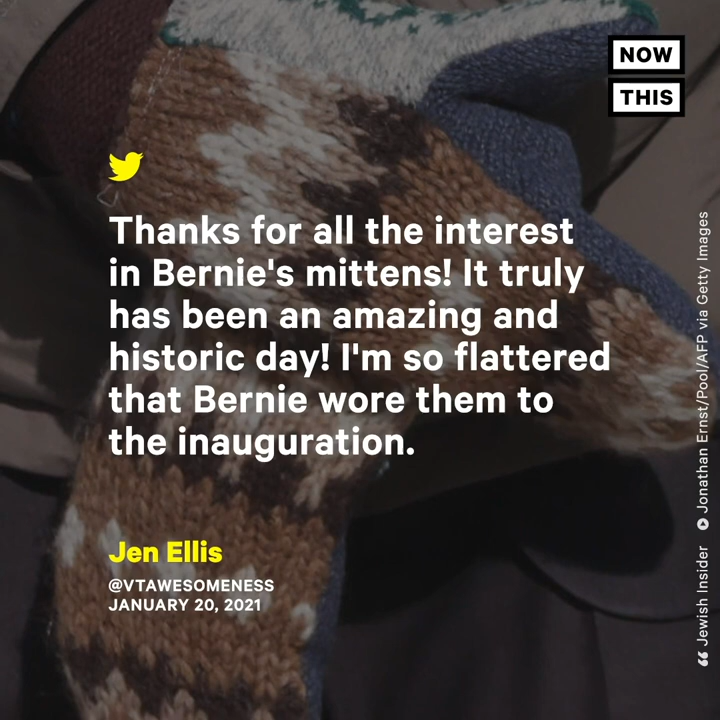 NOW
THIS
Thanks for all the interest
in Bernie's mittens! It truly
has been an amazing and
historic day! I'm so flattered
that Bernie wore them to
the inauguration.
Jen Ellis
@VTAWESOMENESS
JANUARY 20, 2021
Jewish Insider Jonathan Ernst/Pool/AFP via Getty Images